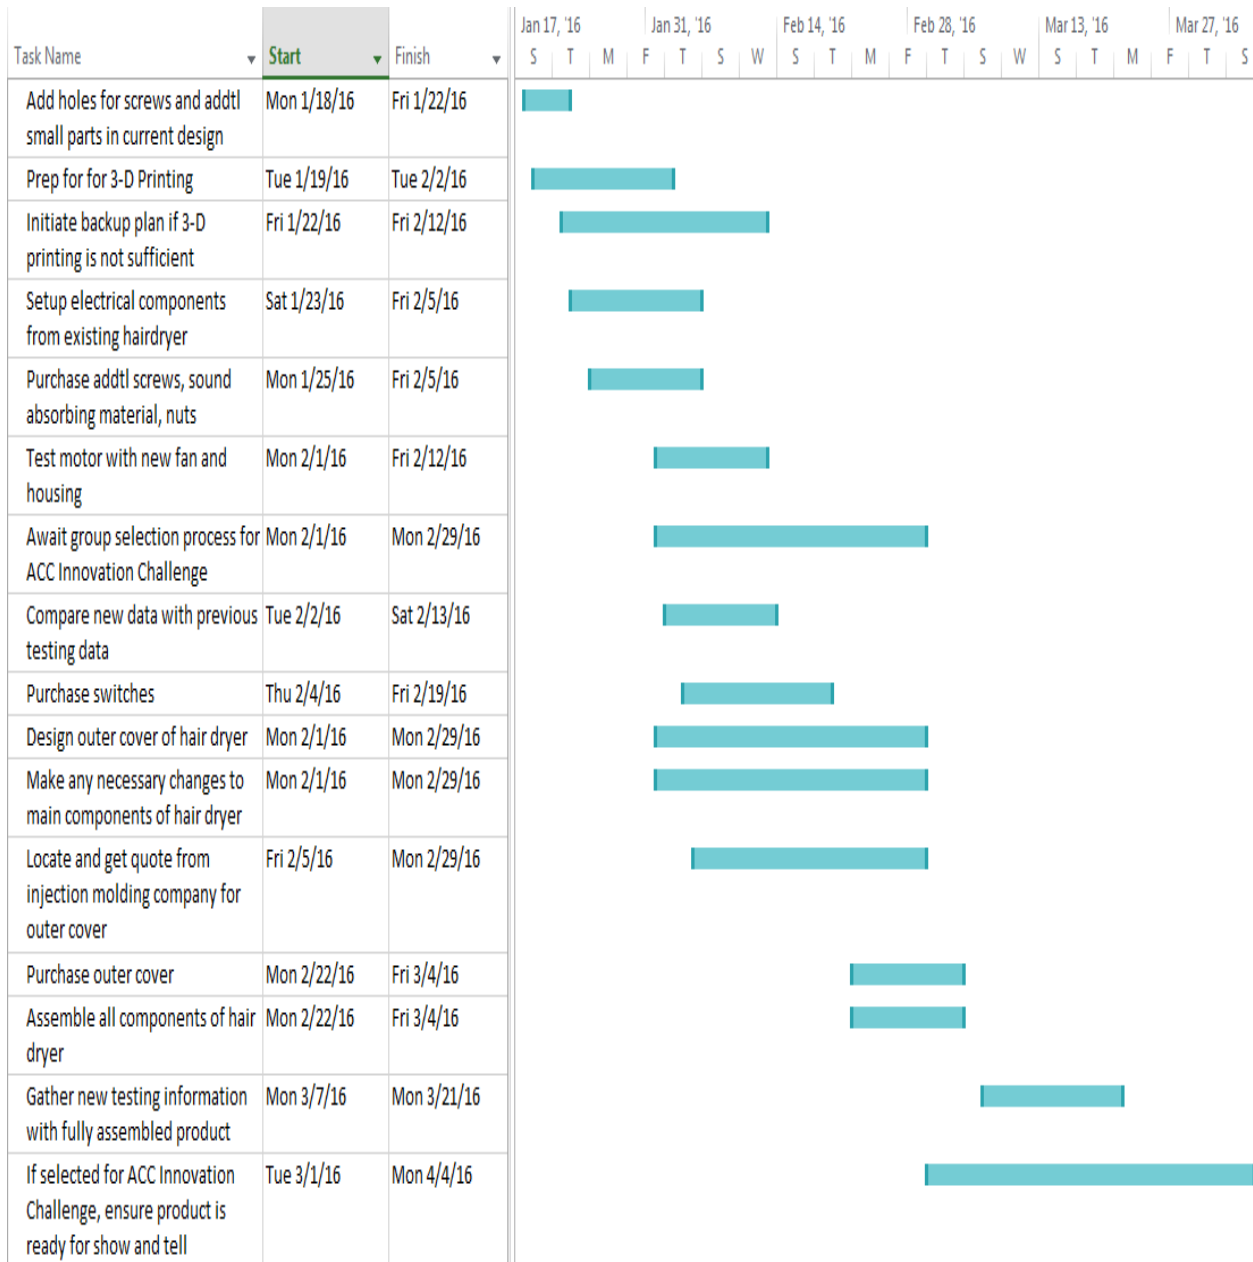 Jan 17, '16 Jan 31, '16 Feb 14, '16 Feb 28, '16 Mar 13, '16 Mar 27, '16
Task Name Start Finish S T M F T S W S T M F T S W S T M F T S
Add holes for screws and addtl Mon 1/18/16 Fri 1/22/16
small parts in current design
Prep for for 3-D Printing Tue 1/19/16 Tue 2/2/16
Initiate backup plan if 3-D Fri 1/22/16 Fri 2/12/16
printing is not sufficient
Setup electrical components Sat 1/23/16 Fri 2/5/16
from existing hairdryer
Purchase addtl screws, sound Mon 1/25/16 Fri 2/5/16
absorbing material, nuts
Test motor with new fan and Mon 2/1/16 Fri 2/12/16
housing
Await group selection process for Mon 2/1/16 Mon 2/29/16
ACC Innovation Challenge
Compare new data with previous Tue 2/2/16 Sat 2/13/16
testing data
Purchase switches Thu 2/4/16 Fri 2/19/16
Design outer cover of hair dryer Mon 2/1/16 Mon 2/29/16
Make any necessary changes to Mon 2/1/16 Mon 2/29/16
main components of hair dryer
Locate and get quote from Fri 2/5/16 Mon 2/29/16
injection molding company for
outer cover
Purchase outer cover Mon 2/22/16 Fri 3/4/16
Assemble all components of hair Mon 2/22/16 Fri 3/4/16
dryer
Gather new testing information Mon 3/7/16 Mon 3/21/16
with fully assembled product
If selected for ACC Innovation Tue 3/1/16 Mon 4/4/16
Challenge, ensure product is
ready for show and tell